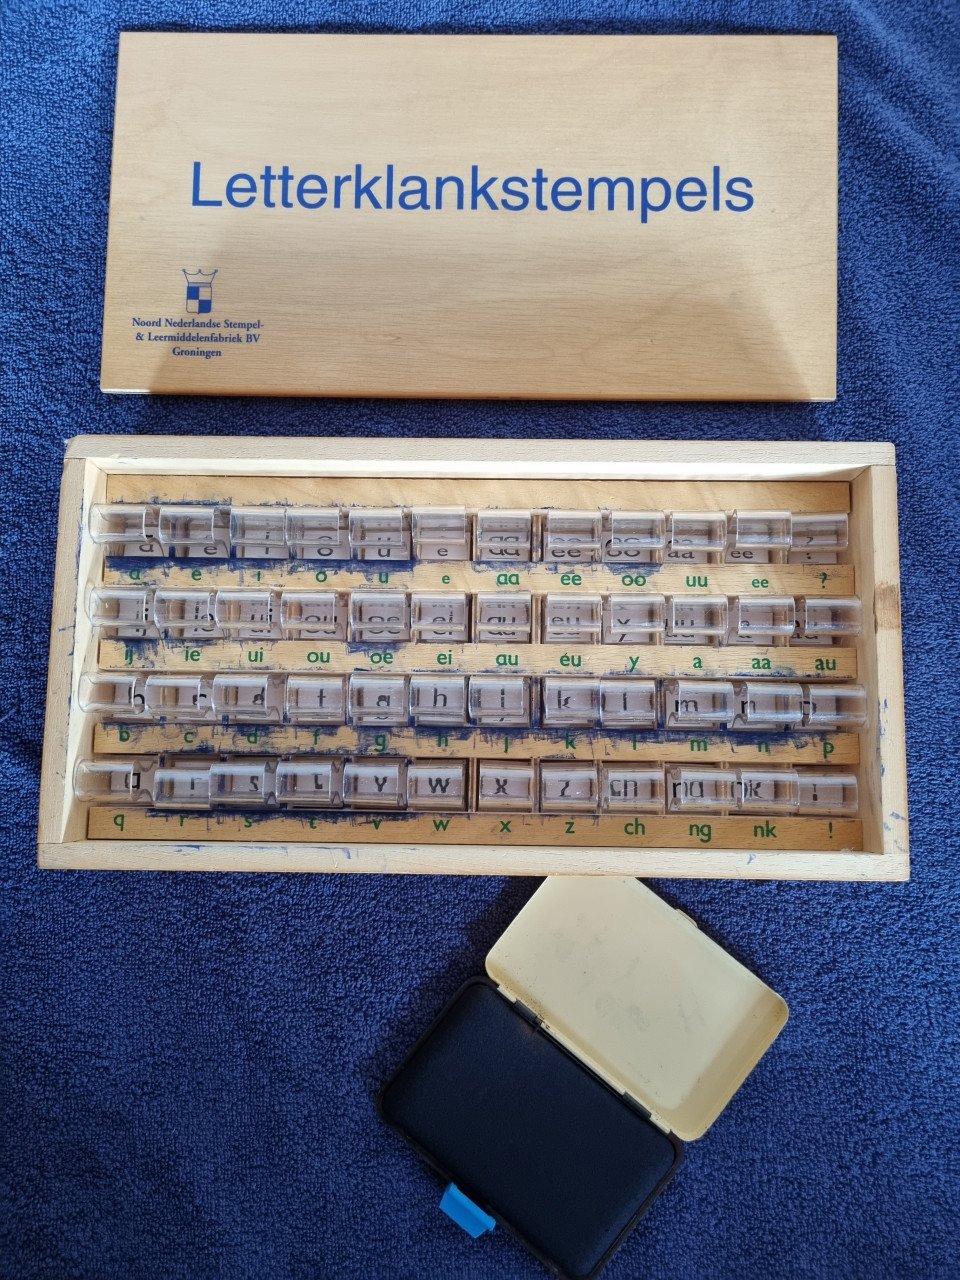 Letterklankstempels
Noord Nederlandse Stempel-
& Leermiddelenfabriek BV
Groningen
a e i o u e aa ee oo uu ee ?
ij ie ui ou oe ei au eu y a aa au
b c d f g h j k l m n p
q r s t v w x z ch ng nk !